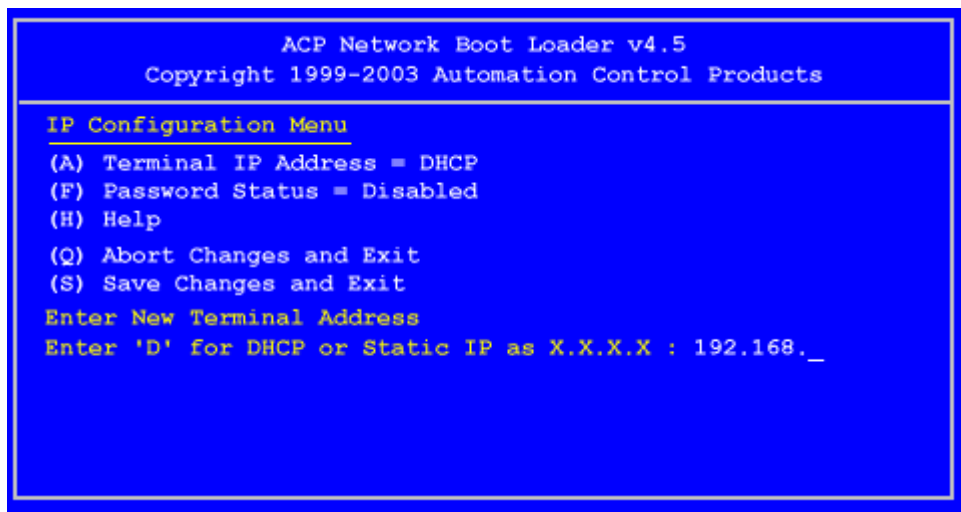 ACP Network Boot Loader v4.5
Copyright 1999-2003 Automation Control Products
IP Configuration Menu
(A) Terminal IP Address = DHCP
(F) Password Status = Disabled
(H) Help
(Q) Abort Changes and Exit
(S) Save Changes and Exit
Enter New Terminal Address
Enter 'D' for DHCP or Static IP as X.X.X.X : 192.168._